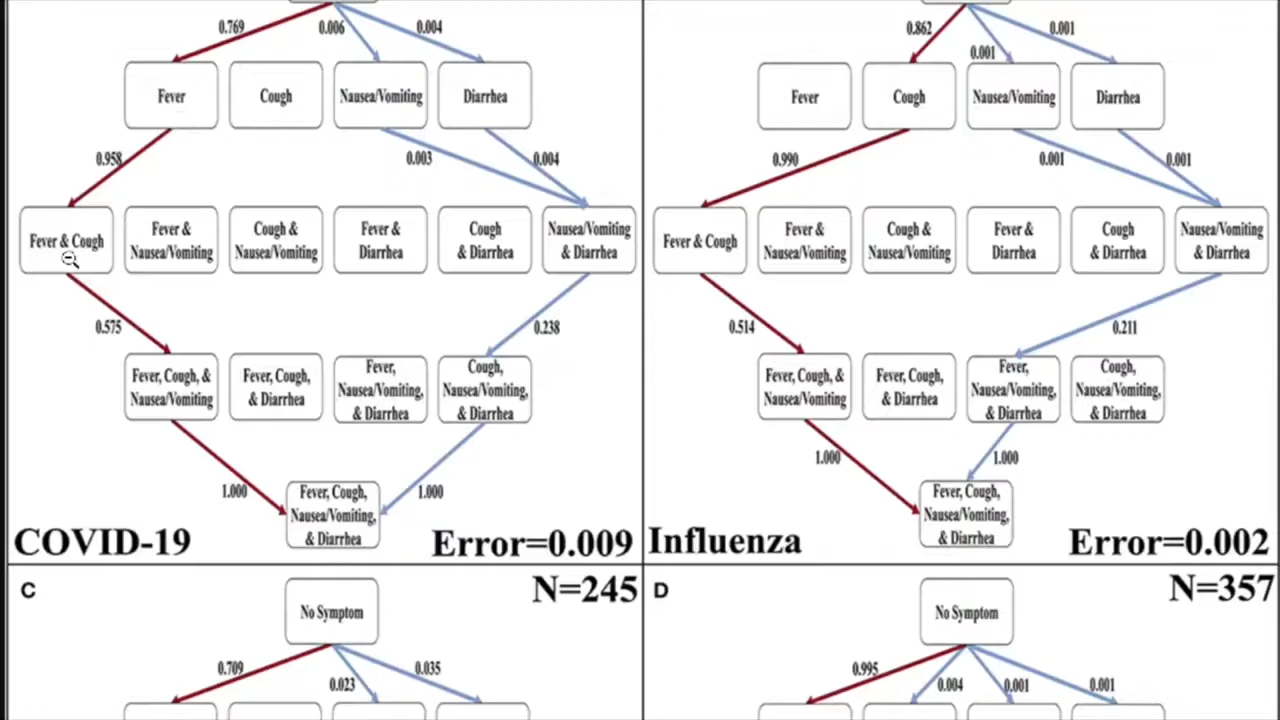 0.769
0.006
0.004
Fever
Cough
Nausea/Vomiting
Diarrhea
0.958
0.003
0.004
Fever & Cough
Fever &
Nausea/Vomiting
Cough &
Nausea/Vomiting
Fever &
Diarrhea
Cough
& Diarrhea
Nausea/Vomiting
& Diarrhea
0.575
0.238
Fever, Cough, &
Nausea/Vomiting
Fever, Cough,
& Diarrhea
Fever,
Nausea/Vomiting,
& Diarrhea
Cough,
Nausea/Vomiting,
& Diarrhea
1.000
1.000
Fever, Cough,
Nausea/Vomiting,
& Diarrhea
COVID-19
Error=0.009
0.862
0.001
0.001
Fever
Cough
Nausea/Vomiting
Diarrhea
0.990
0.001
0.001
Fever & Cough
Fever &
Nausea/Vomiting
Cough &
Nausea/Vomiting
Fever &
Diarrhea
Cough
& Diarrhea
Nausea/Vomiting
& Diarrhea
0.514
0.211
Fever, Cough, &
Nausea/Vomiting
Fever, Cough,
& Diarrhea
Fever,
Nausea/Vomiting,
& Diarrhea
Cough,
Nausea/Vomiting,
& Diarrhea
1.000
1.000
Fever, Cough,
Nausea/Vomiting,
& Diarrhea
Influenza
Error=0.002
C
N=245
No Symptom
0.709
0.023
0.035
D
N=357
No Symptom
0.995
0.004
0.001
0.001